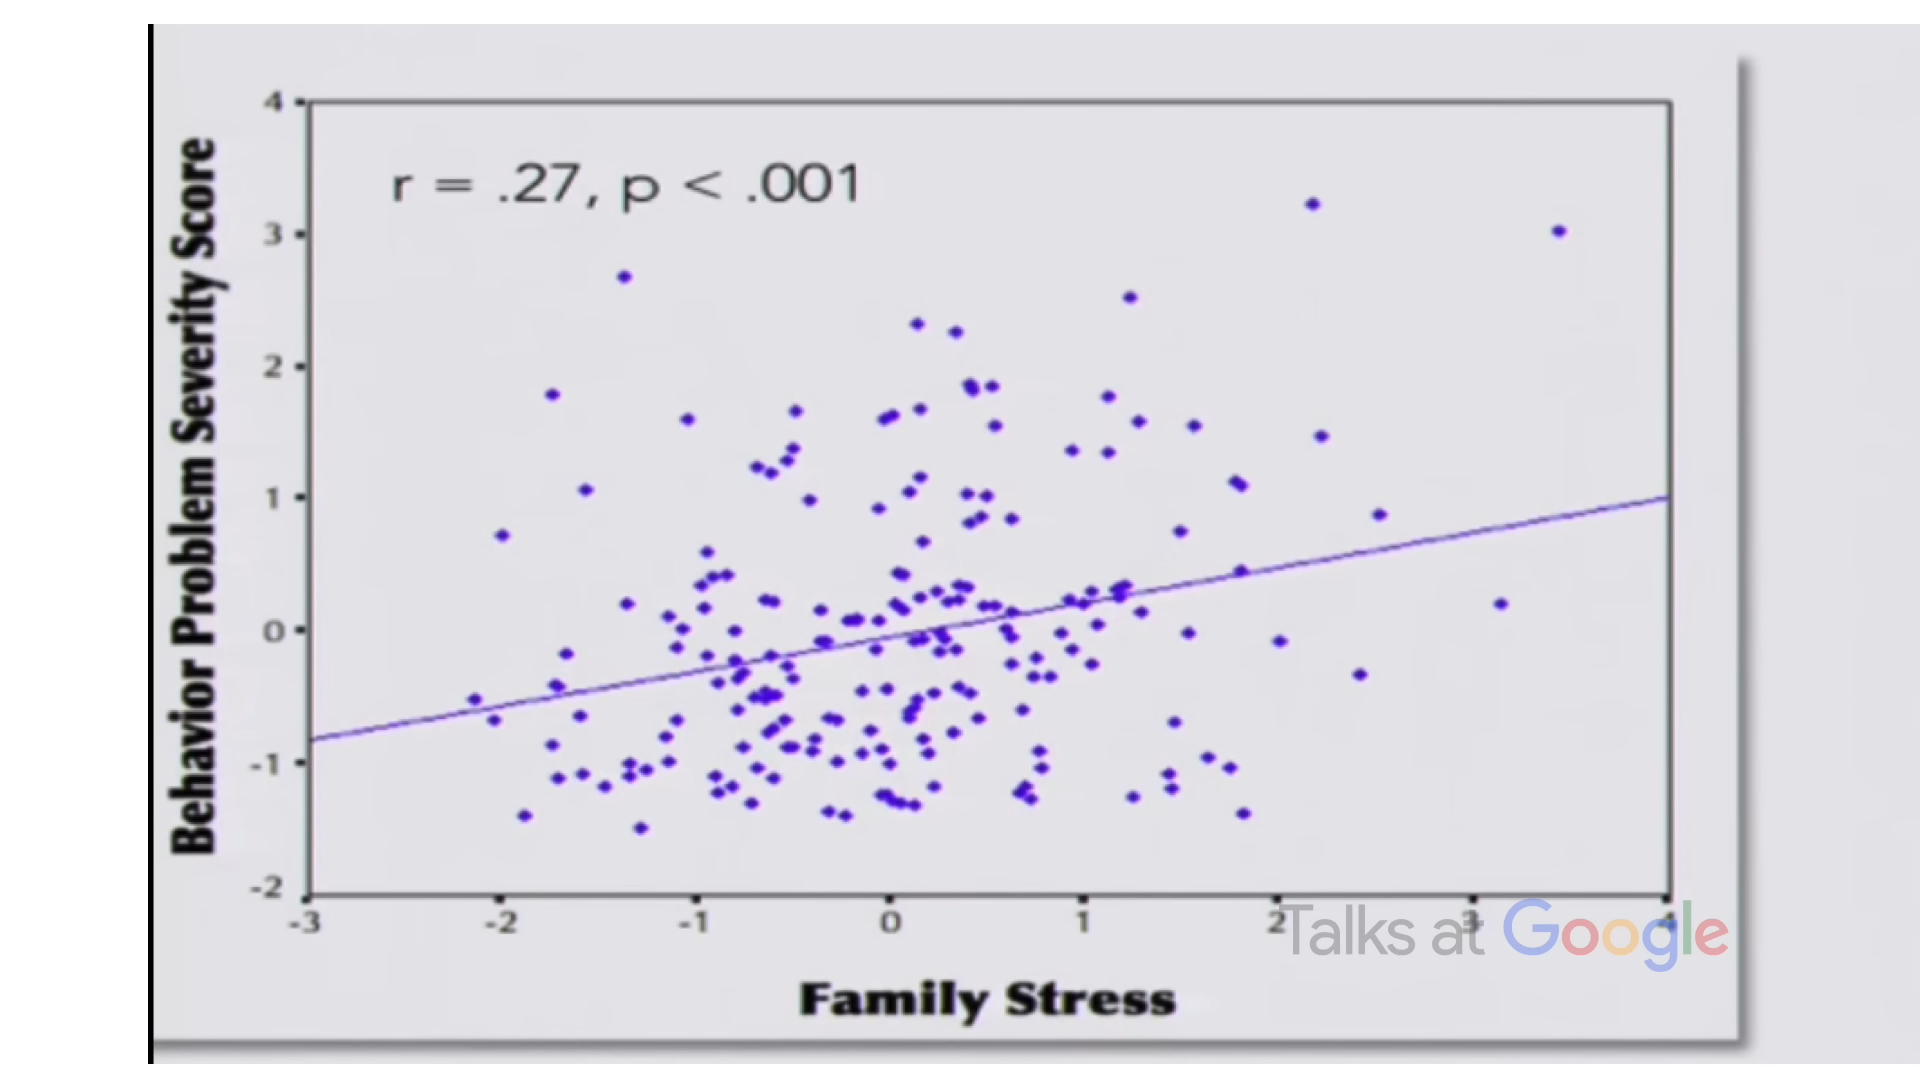 Behavior Problem Severity Score
4
3
2
1
0
-1
-2
r = .27, p < .001
-3 -2 -1 0 1 2 3 4
Talks at Google
Family Stress